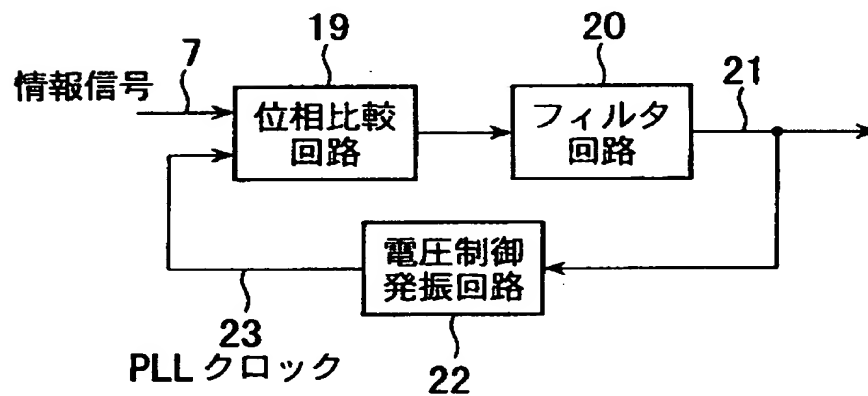 19
20
7
21
情報信号
位相比較
回路
フィルタ
回路
電圧制御
発振回路
23
PLL クロック
22